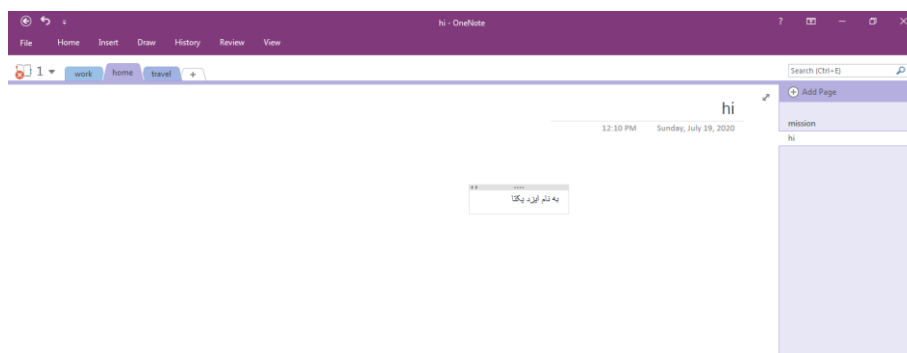 hi - OneNote
?
File Home Insert Draw History Review View
1
work home travel +
Search (Ctrl+E)
Add Page
hi
12:10 PM Sunday, July 19, 2020
mission
hi
به نام ایزد یکتا